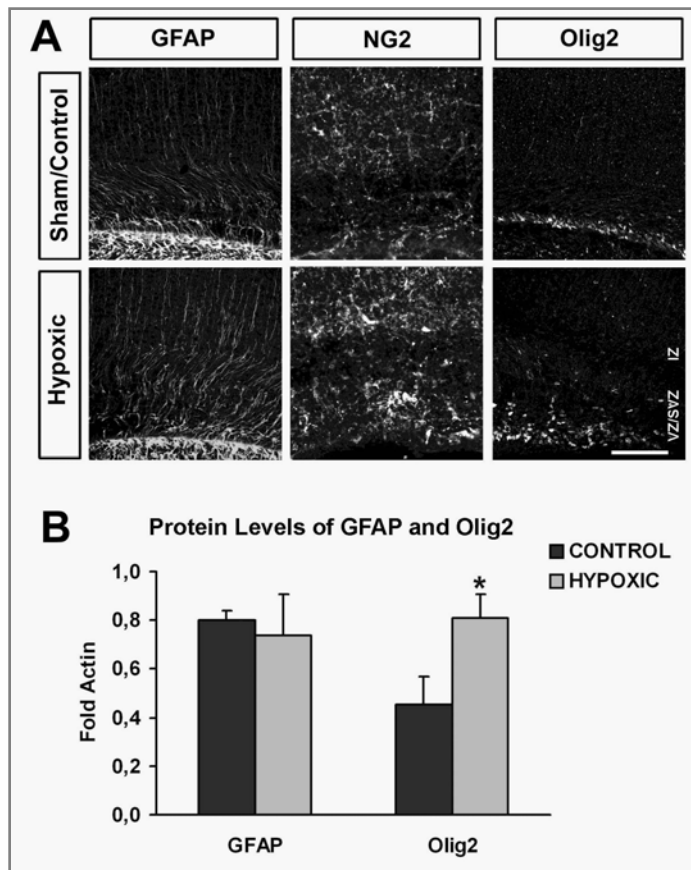 A
GFAP
NG2
Olig2
Sham/Control
Hypoxic
IZ
VZ/SVZ
B
Protein Levels of GFAP and Olig2
CONTROL
HYPOXIC
*
Fold Actin
1,0
0,8
0,6
0,4
0,2
0,0
GFAP
Olig2